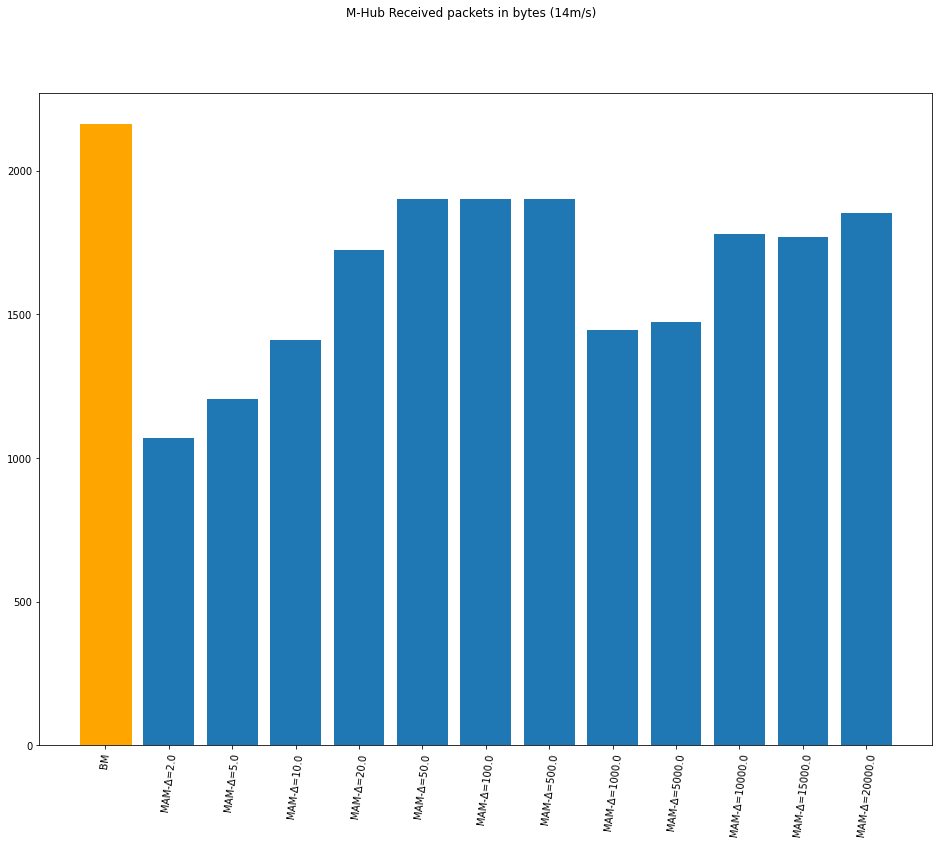 M-Hub Received packets in bytes (14m/s)
2000
1500
1000
500
0
BM
MAM-Δ=2.0
MAM-Δ=5.0
MAM-Δ=10.0
MAM-Δ=20.0
MAM-Δ=50.0
MAM-Δ=100.0
MAM-Δ=500.0
MAM-Δ=1000.0
MAM-Δ=5000.0
MAM-Δ=10000.0
MAM-Δ=15000.0
MAM-Δ=20000.0